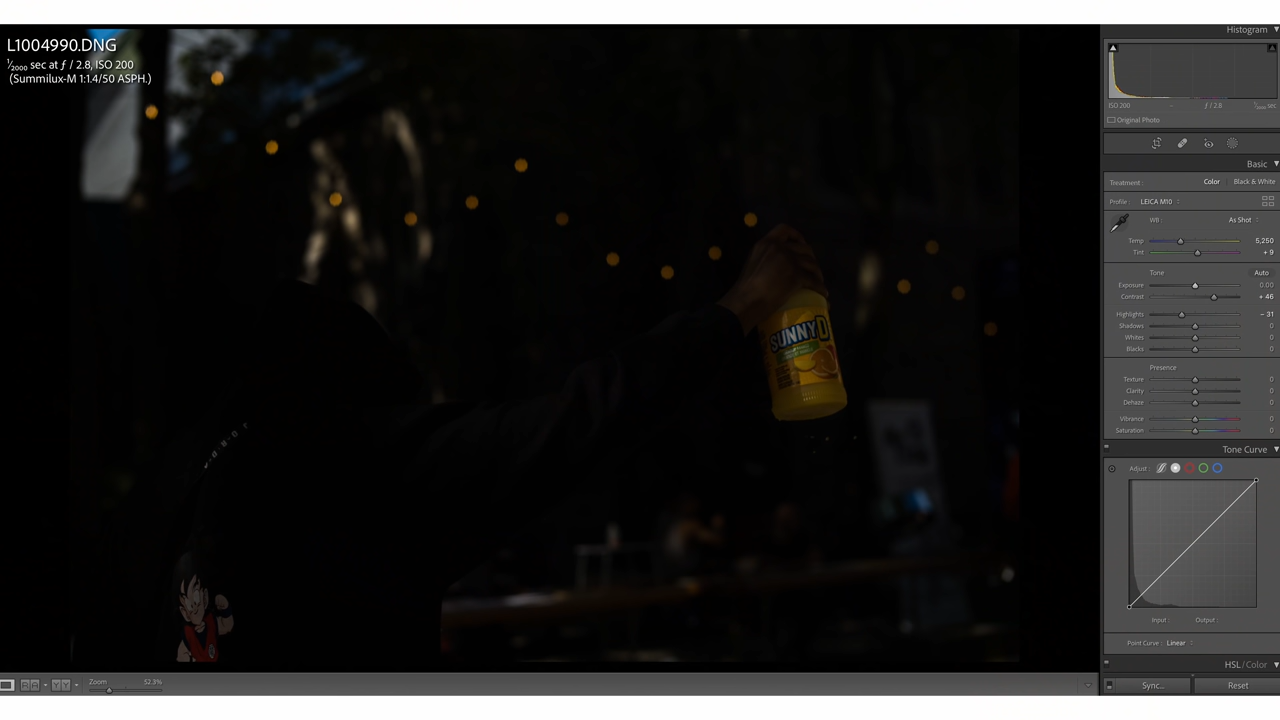 L1004990.DNG
1/2000 sec at ƒ / 2.8, ISO 200
(Summilux-M 1:1.4/50 ASPH.)
SUNNYD
Histogram
ISO 200 - ƒ / 2.8 1/2000 sec
Original Photo
Basic
Treatment : Color Black & White
Profile : LEICA M10
WB : As Shot
Temp 5,250
Tint + 9
Tone Auto
Exposure 0.00
Contrast + 46
Highlights − 31
Shadows 0
Whites 0
Blacks 0
Presence
Texture 0
Clarity 0
Dehaze 0
Vibrance 0
Saturation 0
Tone Curve
Adjust :
Input : Output :
Point Curve : Linear
HSL / Color
Zoom 52.3%
Sync... Reset